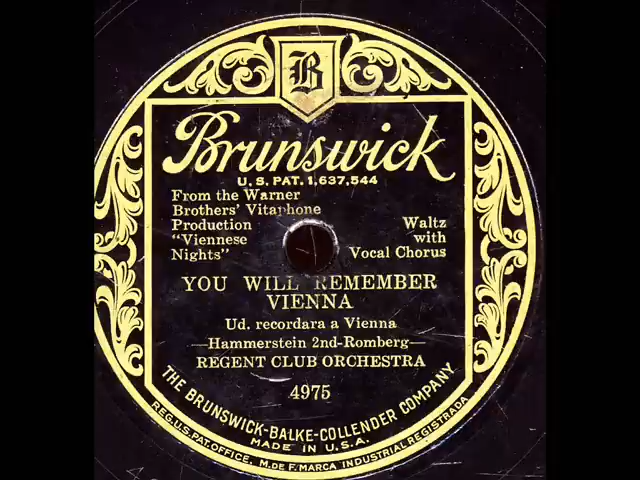 B
Brunswick
U.S. PAT. 1,637,544
From the Warner
Brothers' Vitaphone
Production
"Viennese
Nights"
Waltz
with
Vocal Chorus
YOU WILL REMEMBER
VIENNA
Ud. recordara a Vienna
—Hammerstein 2nd-Romberg—
REGENT CLUB ORCHESTRA
4975
THE BRUNSWICK-BALKE-COLLENDER COMPANY
MADE IN U.S.A.
REG.U.S.PAT.OFFICE, M.DE F. MARCA INDUSTRIAL REGISTRADA